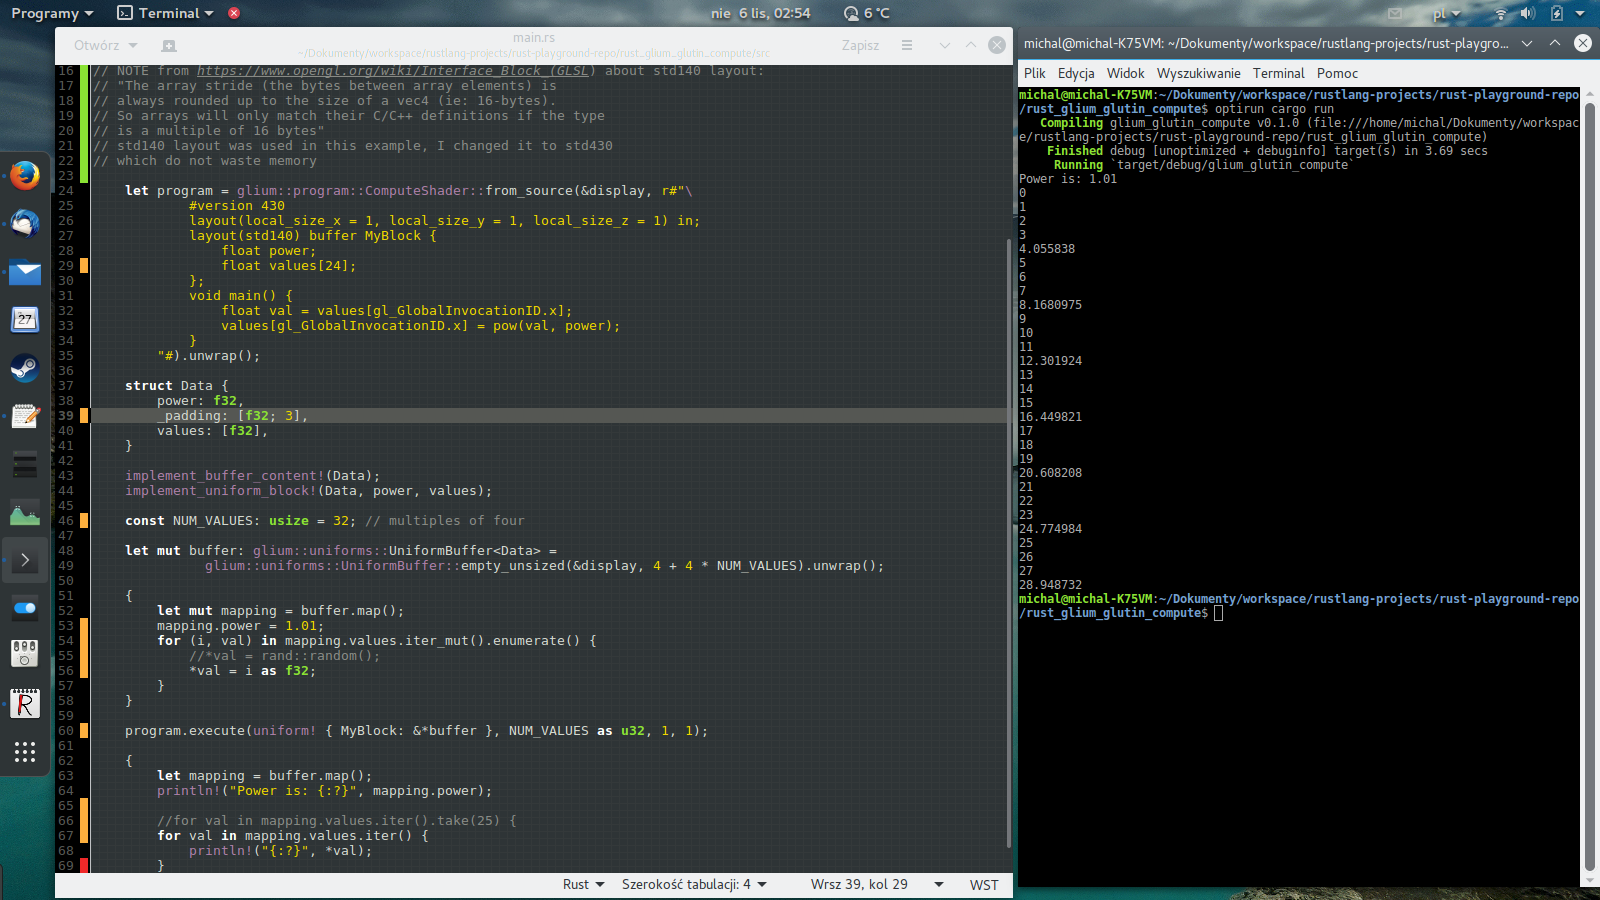 Programy
Terminal
nie 6 lis, 02:54
6 °C
pl
Otwórz
main.rs
~/Dokumenty/workspace/rustlang-projects/rust-playground-repo/rust_glium_glutin_compute/src
Zapisz
16 // NOTE from https://www.opengl.org/wiki/Interface_Block_(GLSL) about std140 layout:
17 // "The array stride (the bytes between array elements) is
18 // always rounded up to the size of a vec4 (ie: 16-bytes).
19 // So arrays will only match their C/C++ definitions if the type
20 // is a multiple of 16 bytes"
21 // std140 layout was used in this example, I changed it to std430
22 // which do not waste memory
23
24 let program = glium::program::ComputeShader::from_source(&display, r#"\
25 #version 430
26 layout(local_size_x = 1, local_size_y = 1, local_size_z = 1) in;
27 layout(std140) buffer MyBlock {
28 float power;
29 float values[24];
30 };
31 void main() {
32 float val = values[gl_GlobalInvocationID.x];
33 values[gl_GlobalInvocationID.x] = pow(val, power);
34 }
35 "#).unwrap();
36
37 struct Data {
38 power: f32,
39 _padding: [f32; 3],
40 values: [f32],
41 }
42
43 implement_buffer_content!(Data);
44 implement_uniform_block!(Data, power, values);
45
46 const NUM_VALUES: usize = 32; // multiples of four
47
48 let mut buffer: glium::uniforms::UniformBuffer<Data> =
49 glium::uniforms::UniformBuffer::empty_unsized(&display, 4 + 4 * NUM_VALUES).unwrap();
50
51 {
52 let mut mapping = buffer.map();
53 mapping.power = 1.01;
54 for (i, val) in mapping.values.iter_mut().enumerate() {
55 //*val = rand::random();
56 *val = i as f32;
57 }
58 }
59
60 program.execute(uniform! { MyBlock: &*buffer }, NUM_VALUES as u32, 1, 1);
61
62 {
63 let mapping = buffer.map();
64 println!("Power is: {:?}", mapping.power);
65
66 //for val in mapping.values.iter().take(25) {
67 for val in mapping.values.iter() {
68 println!("{:?}", *val);
69 }
Rust
Szerokość tabulacji: 4
Wrsz 39, kol 29
WST
27
michal@michal-K75VM: ~/Dokumenty/workspace/rustlang-projects/rust-playgro...
Plik Edycja Widok Wyszukiwanie Terminal Pomoc
michal@michal-K75VM:~/Dokumenty/workspace/rustlang-projects/rust-playground-repo
/rust_glium_glutin_compute$ optirun cargo run
Compiling glium_glutin_compute v0.1.0 (file:///home/michal/Dokumenty/workspac
e/rustlang-projects/rust-playground-repo/rust_glium_glutin_compute)
Finished debug [unoptimized + debuginfo] target(s) in 3.69 secs
Running `target/debug/glium_glutin_compute`
Power is: 1.01
0
1
2
3
4.055838
5
6
7
8.1680975
9
10
11
12.301924
13
14
15
16.449821
17
18
19
20.608208
21
22
23
24.774984
25
26
27
28.948732
michal@michal-K75VM:~/Dokumenty/workspace/rustlang-projects/rust-playground-repo
/rust_glium_glutin_compute$